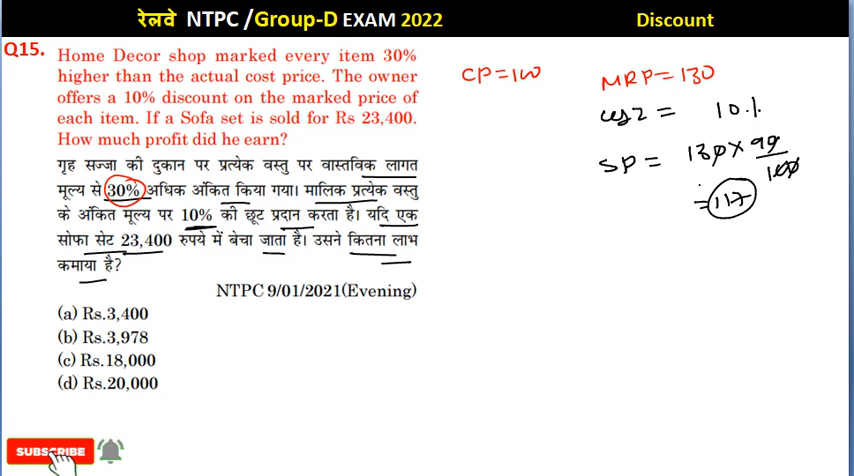 रेलवे NTPC /Group-D EXAM 2022
Discount
Q15.
Home Decor shop marked every item 30%
higher than the actual cost price. The owner
offers a 10% discount on the marked price of
each item. If a Sofa set is sold for Rs 23,400.
How much profit did he earn?
गृह सज्जा की दुकान पर प्रत्येक वस्तु पर वास्तविक लागत
मूल्य से 30% अधिक अंकित किया गया। मालिक प्रत्येक वस्तु
के अंकित मूल्य पर 10% की छूट प्रदान करता है। यदि एक
सोफा सेट 23,400 रुपये में बेचा जाता है। उसने कितना लाभ
कमाया है?
NTPC 9/01/2021(Evening)
(a) Rs.3,400
(b) Rs.3,978
(c) Rs.18,000
(d) Rs.20,000
CP=100
MRP=130
= 10%
SP = 130 × 90/100
= 117
SUBSCRIBE